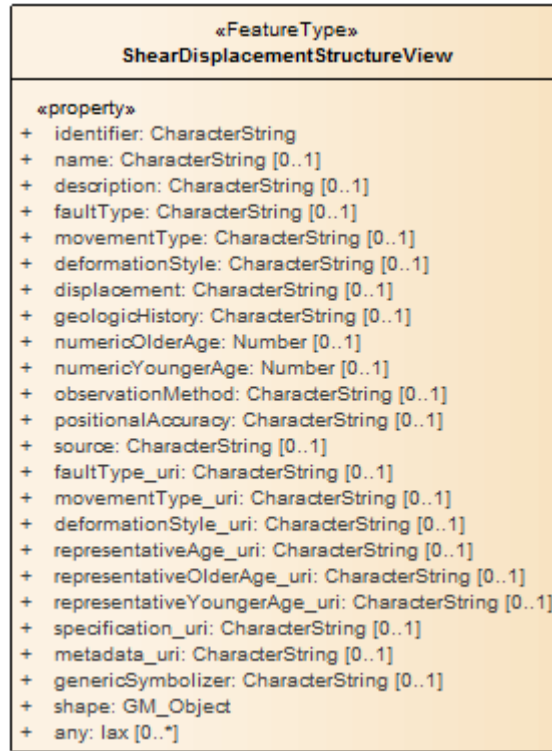 «FeatureType»
ShearDisplacementStructureView
«property»
+ identifier: CharacterString
+ name: CharacterString [0..1]
+ description: CharacterString [0..1]
+ faultType: CharacterString [0..1]
+ movementType: CharacterString [0..1]
+ deformationStyle: CharacterString [0..1]
+ displacement: CharacterString [0..1]
+ geologicHistory: CharacterString [0..1]
+ numericOlderAge: Number [0..1]
+ numericYoungerAge: Number [0..1]
+ observationMethod: CharacterString [0..1]
+ positionalAccuracy: CharacterString [0..1]
+ source: CharacterString [0..1]
+ faultType_uri: CharacterString [0..1]
+ movementType_uri: CharacterString [0..1]
+ deformationStyle_uri: CharacterString [0..1]
+ representativeAge_uri: CharacterString [0..1]
+ representativeOlderAge_uri: CharacterString [0..1]
+ representativeYoungerAge_uri: CharacterString [0..1]
+ specification_uri: CharacterString [0..1]
+ metadata_uri: CharacterString [0..1]
+ genericSymbolizer: CharacterString [0..1]
+ shape: GM_Object
+ any: lax [0..*]